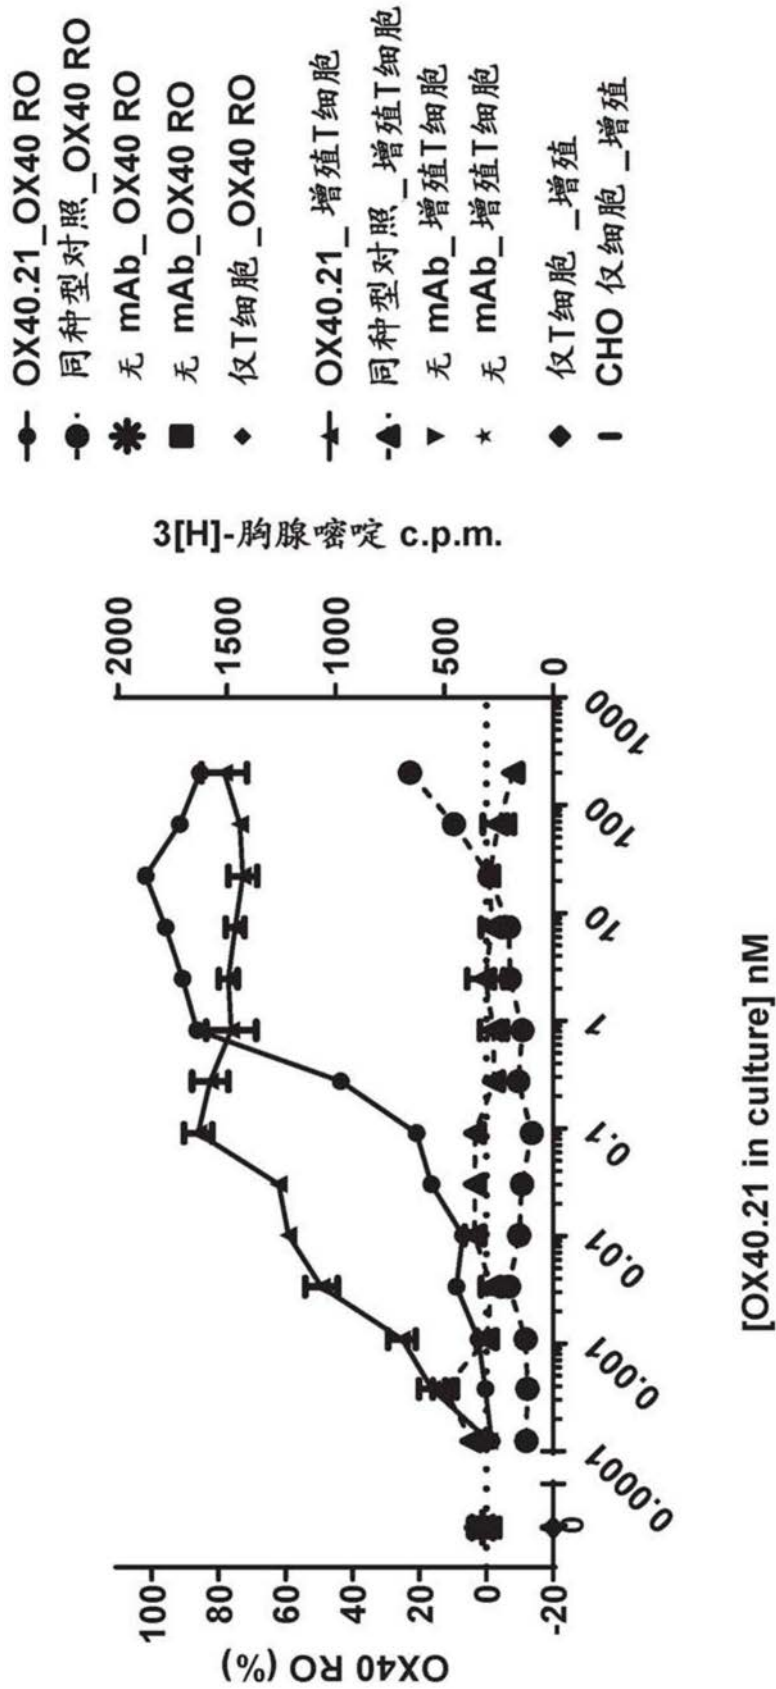 OX40.21_OX40 RO
同种型对照_OX40 RO
无 mAb_OX40 RO
无 mAb_OX40 RO
仅T细胞_OX40 RO
OX40.21_增殖T细胞
同种型对照_增殖T细胞
无 mAb_增殖T细胞
无 mAb_增殖T细胞
仅T细胞_增殖
CHO 仅细胞_增殖
3[H]-胸腺嘧啶 c.p.m.
2000
1500
1000
500
0
OX40 RO (%)
100
80
60
40
20
0
-20
0
0.0001
0.001
0.01
0.1
1
10
100
1000
[OX40.21 in culture] nM